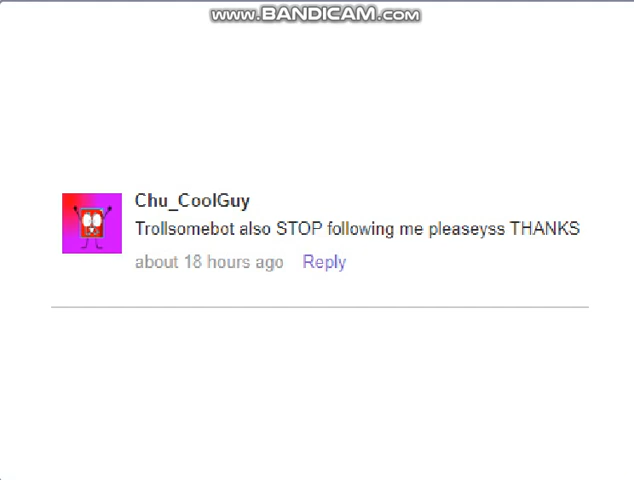 www.BANDICAM.com
Chu_CoolGuy
Trollsomebot also STOP following me pleaseyss THANKS
about 18 hours ago Reply